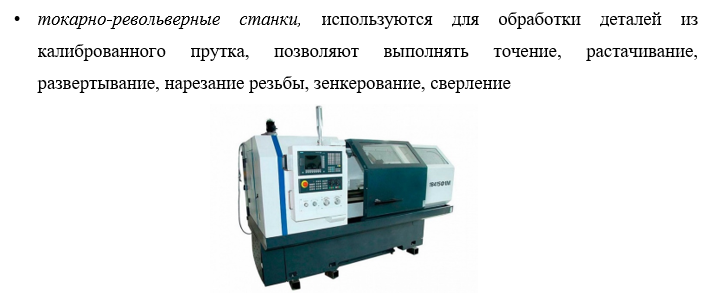 • токарно-револьверные станки, используются для обработки деталей из
калиброванного прутка, позволяют выполнять точение, растачивание,
развертывание, нарезание резьбы, зенкерование, сверление